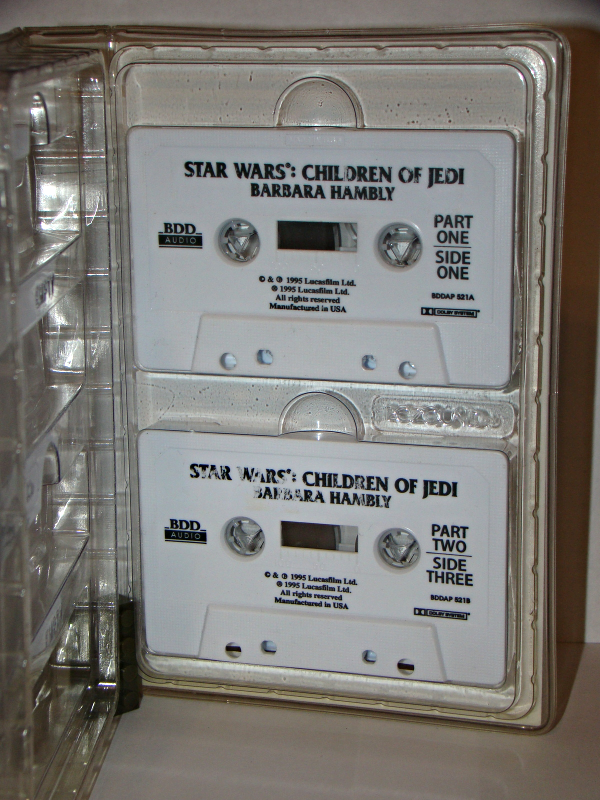 STAR WARS®: CHILDREN OF JEDI
BARBARA HAMBLY
BDD
AUDIO
PART
ONE
SIDE
ONE
© & ℗ 1995 Lucasfilm Ltd.
® 1995 Lucasfilm Ltd.
All rights reserved
Manufactured in USA
BDDAP 521A
DOLBY SYSTEM
STAR WARS®: CHILDREN OF JEDI
BARBARA HAMBLY
BDD
AUDIO
PART
TWO
SIDE
THREE
© & ℗ 1995 Lucasfilm Ltd.
® 1995 Lucasfilm Ltd.
All rights reserved
Manufactured in USA
BDDAP 521B
DOLBY SYSTEM